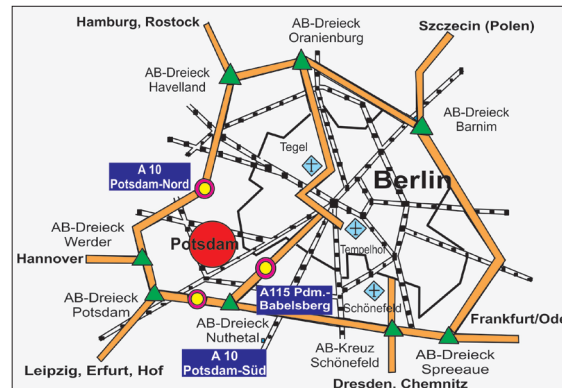 Hamburg, Rostock
AB-Dreieck
Oranienburg
Szczecin (Polen)
AB-Dreieck
Havelland
AB-Dreieck
Barnim
Tegel
A 10
Potsdam-Nord
Berlin
AB-Dreieck
Werder
Potsdam
Tempelhof
Hannover
AB-Dreieck
Potsdam
A115 Pdm.-
Babelsberg
Schönefeld
Frankfurt/Ode
AB-Dreieck
Nuthetal
AB-Kreuz
Schönefeld
AB-Dreieck
Spreeaue
A 10
Potsdam-Süd
Leipzig, Erfurt, Hof
Dresden, Chemnitz